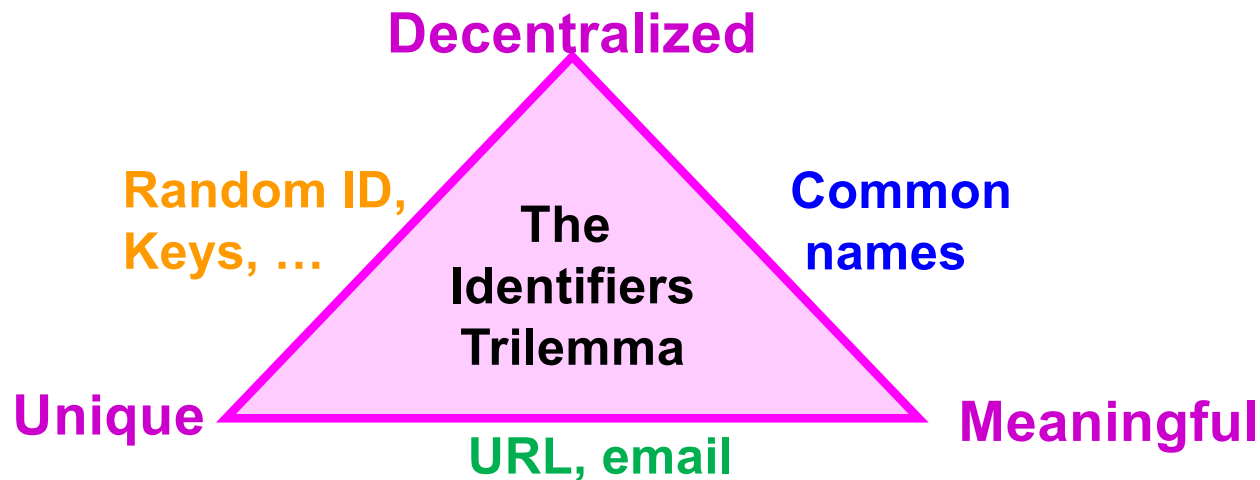 Decentralized
Random ID,
Keys, …
Common
names
The
Identifiers
Trilemma
Unique
Meaningful
URL, email